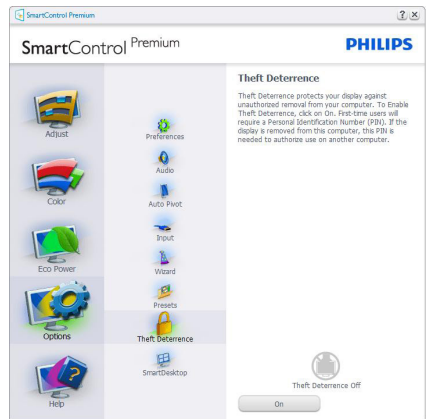 SmartControl Premium
SmartControl Premium
PHILIPS
Adjust
Color
Eco Power
Options
Help
Preferences
Audio
Auto Pivot
Input
Wizard
Presets
Theft Deterrence
SmartDesktop
Theft Deterrence
Theft Deterrence protects your display against
unauthorized removal from your computer. To Enable
Theft Deterrence, click on On. First-time users will
require a Personal Identification Number (PIN). If the
display is removed from this computer, this PIN is
needed to authorize use on another computer.
Theft Deterrence Off
On